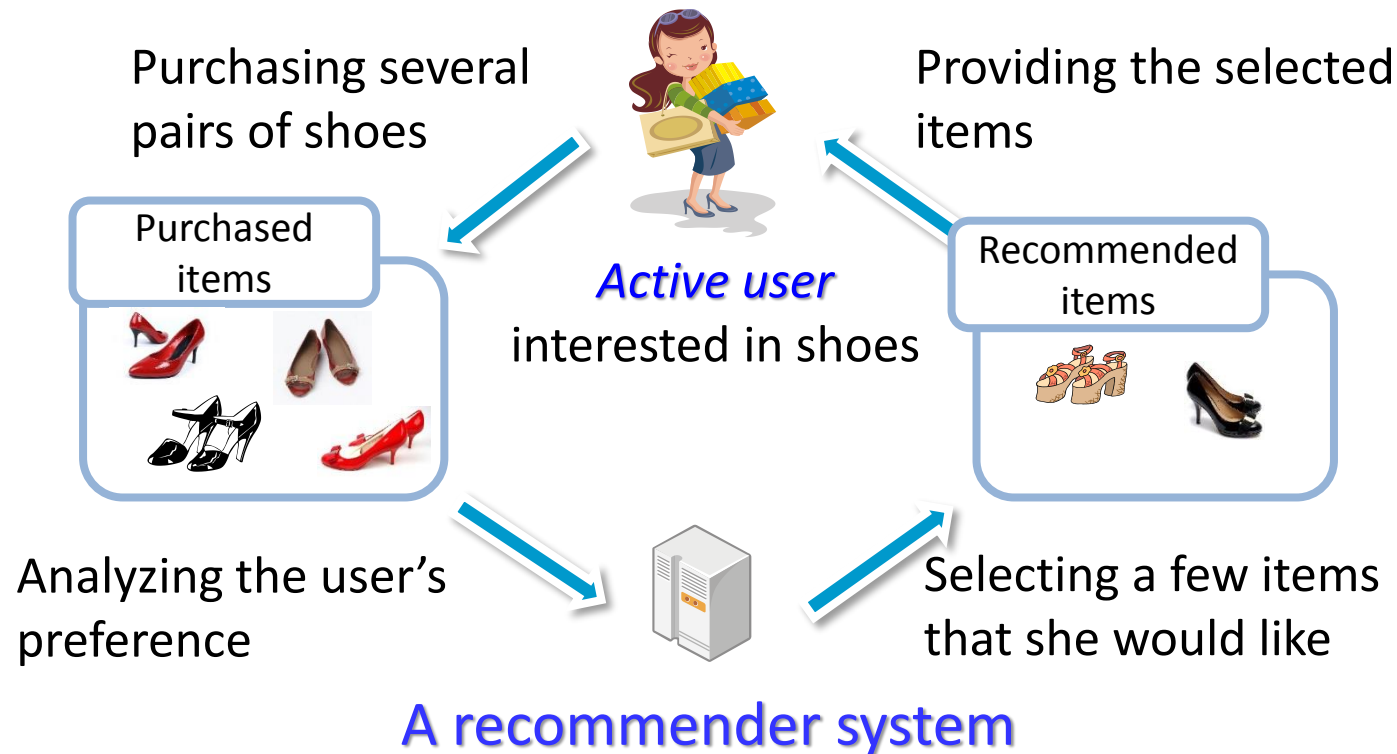 Purchasing several
pairs of shoes
Providing the selected
items
Purchased
items
Active user
interested in shoes
Recommended
items
Analyzing the user’s
preference
Selecting a few items
that she would like
A recommender system